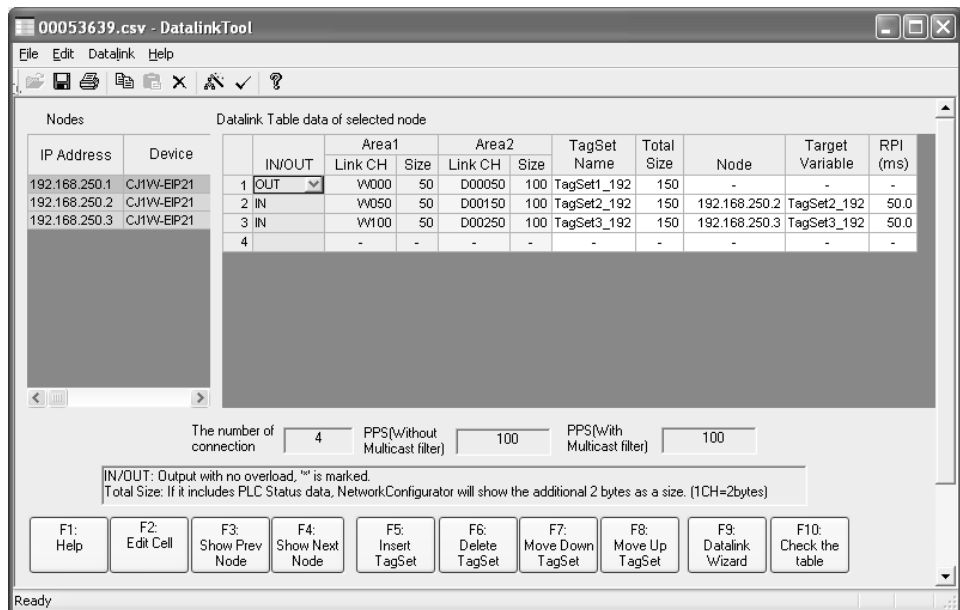 00053639.csv - DatalinkTool
File Edit Datalink Help
Nodes
Datalink Table data of selected node
IP Address Device
192.168.250.1 CJ1W-EIP21
192.168.250.2 CJ1W-EIP21
192.168.250.3 CJ1W-EIP21
Area1 Area2 TagSet Total Target RPI
IN/OUT Link CH Size Link CH Size Name Size Node Variable (ms)
1 OUT W000 50 D00050 100 TagSet1_192 150 - - -
2 IN W050 50 D00150 100 TagSet2_192 150 192.168.250.2 TagSet2_192 50.0
3 IN W100 50 D00250 100 TagSet3_192 150 192.168.250.3 TagSet3_192 50.0
4 - - - - - - - - -
The number of connection 4 PPS(Without Multicast filter) 100 PPS(With Multicast filter) 100
IN/OUT: Output with no overload, '*' is marked.
Total Size: If it includes PLC Status data, NetworkConfigurator will show the additional 2 bytes as a size. (1CH=2bytes)
F1: Help
F2: Edit Cell
F3: Show Prev Node
F4: Show Next Node
F5: Insert TagSet
F6: Delete TagSet
F7: Move Down TagSet
F8: Move Up TagSet
F9: Datalink Wizard
F10: Check the table
Ready